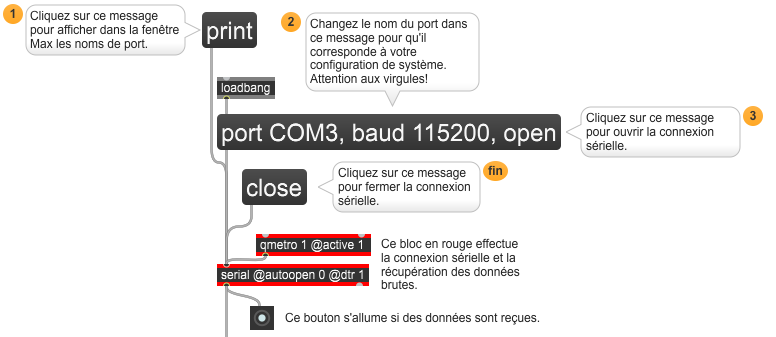 1
Cliquez sur ce message
pour afficher dans la fenêtre
Max les noms de port.
print
2
Changez le nom du port dans
ce message pour qu'il
corresponde à votre
configuration de système.
Attention aux virgules!
loadbang
port COM3, baud 115200, open
Cliquez sur ce message
pour ouvrir la connexion
sérielle.
3
close
Cliquez sur ce message
pour fermer la connexion
sérielle.
fin
qmetro 1 @active 1
serial @autoopen 0 @dtr 1
Ce bloc en rouge effectue
la connexion sérielle et la
récupération des données
brutes.
Ce bouton s'allume si des données sont reçues.